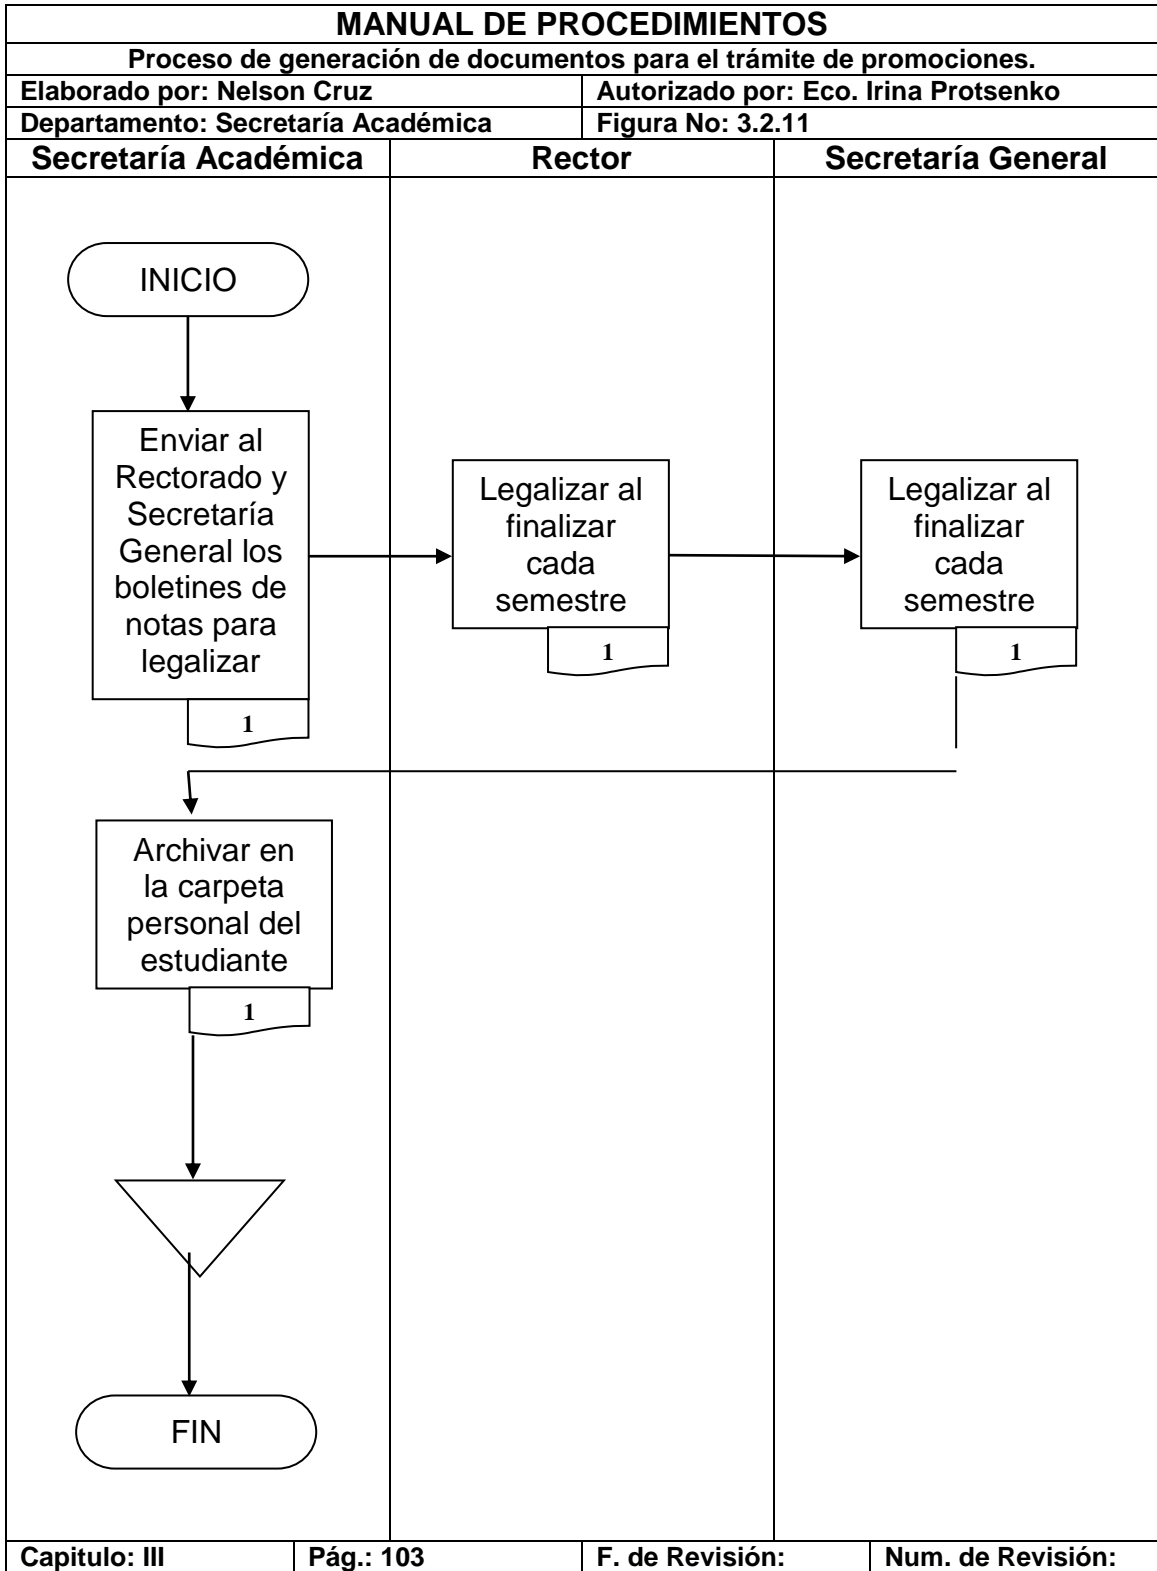 MANUAL DE PROCEDIMIENTOS
Proceso de generación de documentos para el trámite de promociones.
Elaborado por: Nelson Cruz
Autorizado por: Eco. Irina Protsenko
Departamento: Secretaría Académica
Figura No: 3.2.11
Secretaría Académica
Rector
Secretaría General
INICIO
Enviar al
Rectorado y
Secretaría
General los
boletines de
notas para
legalizar
1
Legalizar al
finalizar
cada
semestre
1
Legalizar al
finalizar
cada
semestre
1
Archivar en
la carpeta
personal del
estudiante
1
FIN
Capitulo: III
Pág.: 103
F. de Revisión:
Num. de Revisión: